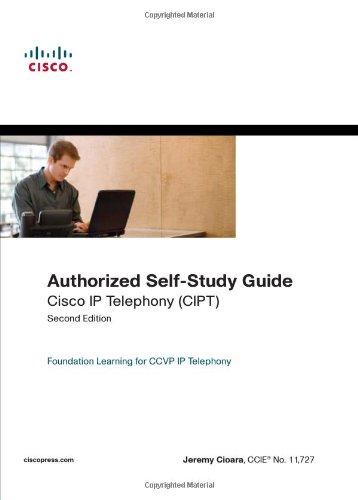 Copyrighted Material
CISCO.
Authorized Self-Study Guide
Cisco IP Telephony (CIPT)
Second Edition
Foundation Learning for CCVP IP Telephony
ciscopress.com
Jeremy Cioara, CCIE® No. 11,727
Copyrighted Material